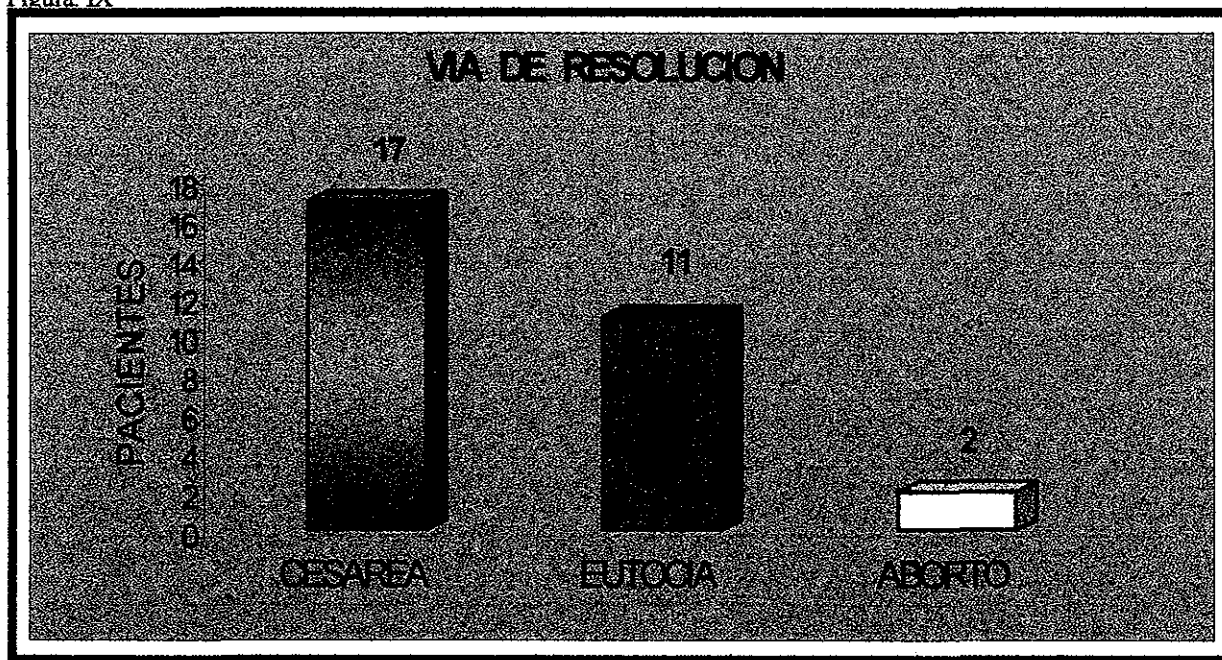 Figura IX
VIA DE RESOLUCION
PACIENTES
18
16
14
12
10
8
6
4
2
0
17
11
2
CESAREA
EUTOCIA
ABORTO